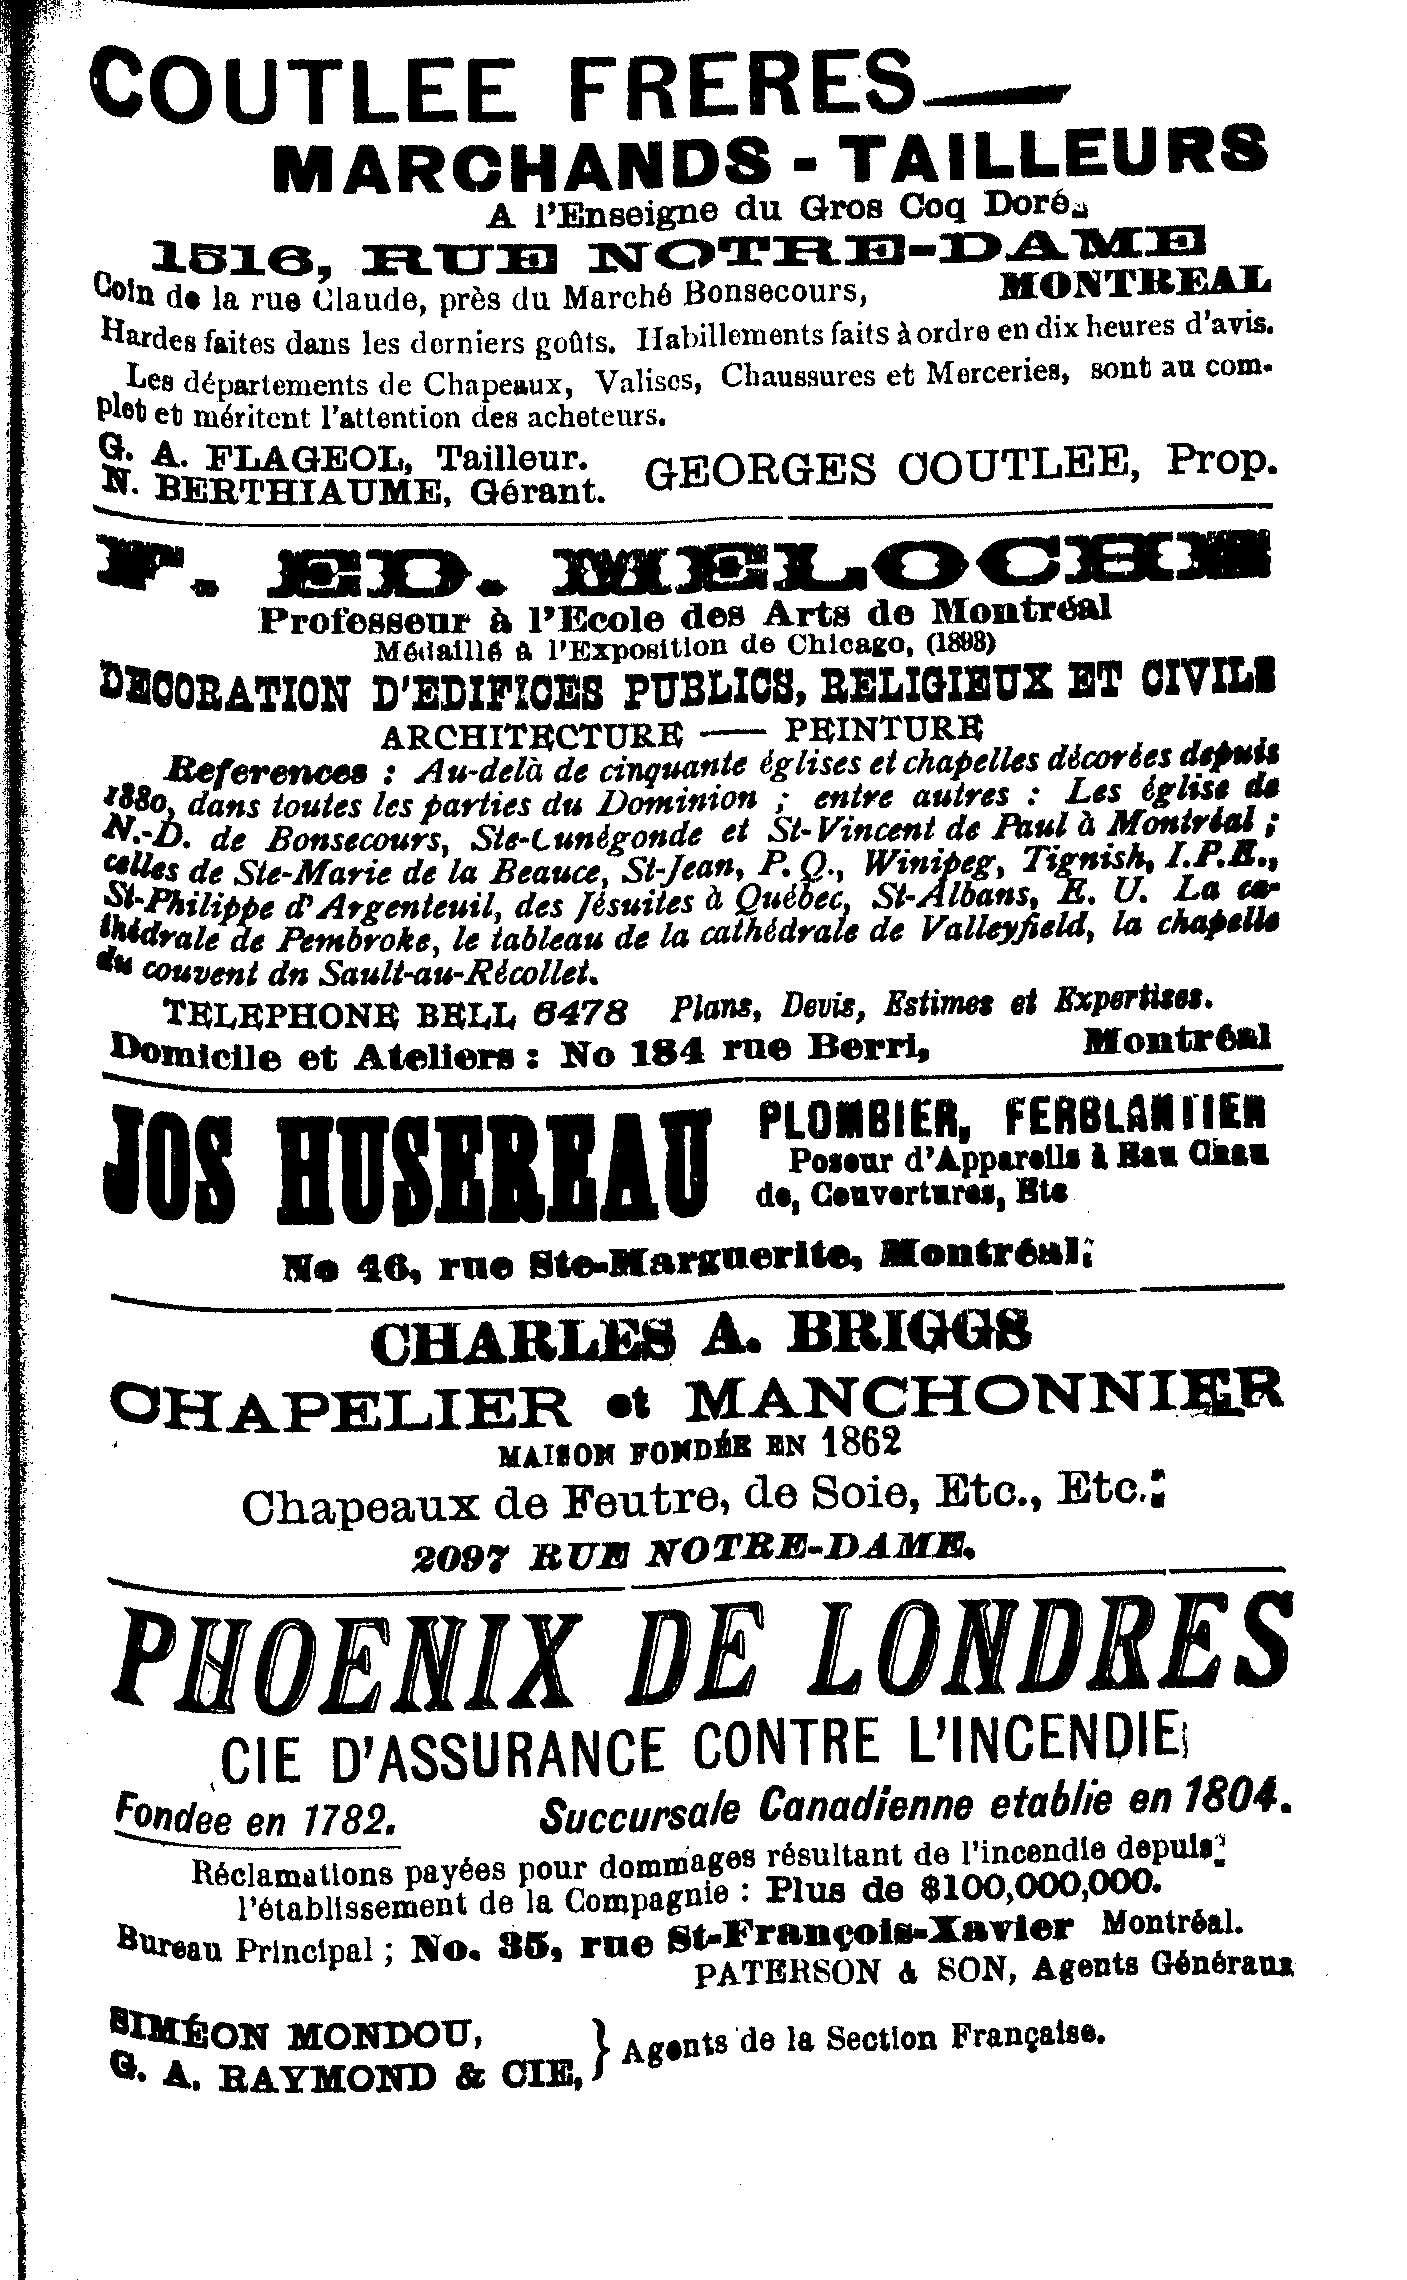 COUTLEE FRERES
MARCHANDS - TAILLEURS
A l'Enseigne du Gros Coq Doré
1516, RUE NOTRE-DAME
Coin de la rue Claude, près du Marché Bonsecours, MONTREAL
Hardes faites dans les derniers goûts. Habillements faits à ordre en dix heures d'avis.
Les départements de Chapeaux, Valises, Chaussures et Merceries, sont au com-
plet et méritent l'attention des acheteurs.
G. A. FLAGEOL, Tailleur.
N. BERTHIAUME, Gérant. GEORGES COUTLEE, Prop.
F. ED. MELOCHE
Professeur à l'Ecole des Arts de Montréal
Médaillé à l'Exposition de Chicago, (1893)
DECORATION D'EDIFICES PUBLICS, RELIGIEUX ET CIVILS
ARCHITECTURE — PEINTURE
References : Au-delà de cinquante églises et chapelles décorées depuis
1880, dans toutes les parties du Dominion ; entre autres : Les église de
N.-D. de Bonsecours, Ste-Cunégonde et St-Vincent de Paul à Montréal ;
celles de Ste-Marie de la Beauce, St-Jean, P. Q., Winipeg, Tignish, I.P.E.,
St-Philippe d'Argenteuil, des Jésuites à Québec, St-Albans, E. U. La ca-
thédrale de Pembroke, le tableau de la cathédrale de Valleyfield, la chapelle
du couvent dn Sault-au-Récollet.
TELEPHONE BELL 6478 Plans, Devis, Estimes et Expertises.
Domicile et Ateliers : No 184 rue Berri, Montréal
JOS HUSEREAU
PLOMBIER, FERBLANTIER
Poseur d'Appareils à Eau Chau
de, Couvertures, Etc
No 46, rue Ste-Marguerite, Montréal.
CHARLES A. BRIGGS
CHAPELIER et MANCHONNIER
MAISON FONDÉE EN 1862
Chapeaux de Feutre, de Soie, Etc., Etc.
2097 RUE NOTRE-DAME.
PHOENIX DE LONDRES
CIE D'ASSURANCE CONTRE L'INCENDIE
Fondee en 1782. Succursale Canadienne etablie en 1804.
Réclamations payées pour dommages résultant de l'incendie depuis
l'établissement de la Compagnie : Plus de $100,000,000.
Bureau Principal ; No. 35, rue St-François-Xavier Montréal.
PATERSON & SON, Agents Généraux
SIMÉON MONDOU,
G. A. RAYMOND & CIE, } Agents de la Section Française.